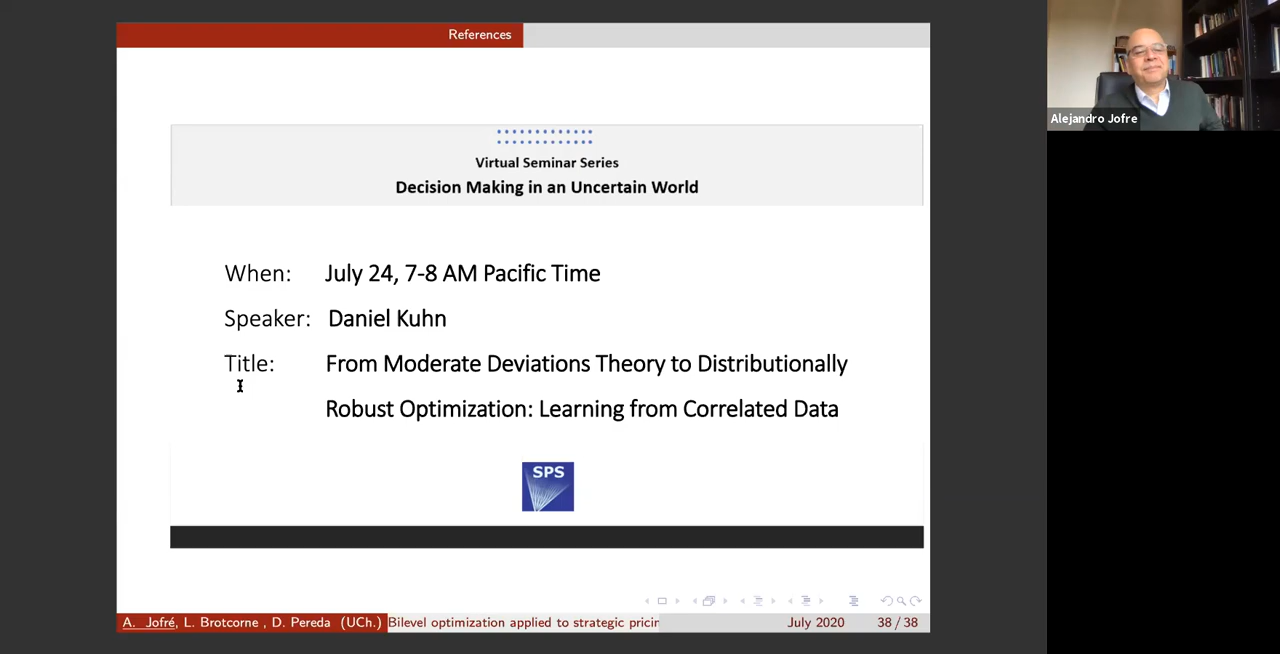 References
Virtual Seminar Series
Decision Making in an Uncertain World
When: July 24, 7-8 AM Pacific Time
Speaker: Daniel Kuhn
Title: From Moderate Deviations Theory to Distributionally
Robust Optimization: Learning from Correlated Data
SPS
A. Jofré, L. Brotcorne , D. Pereda (UCh.) Bilevel optimization applied to strategic pricin July 2020 38 / 38
Alejandro Jofre